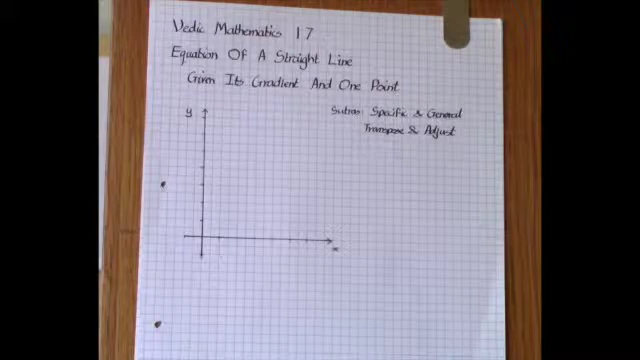 Vedic Mathematics 17
Equation Of A Straight Line
Given Its Gradient And One Point
Sutras: Specific & General
Transpose & Adjust
y
x